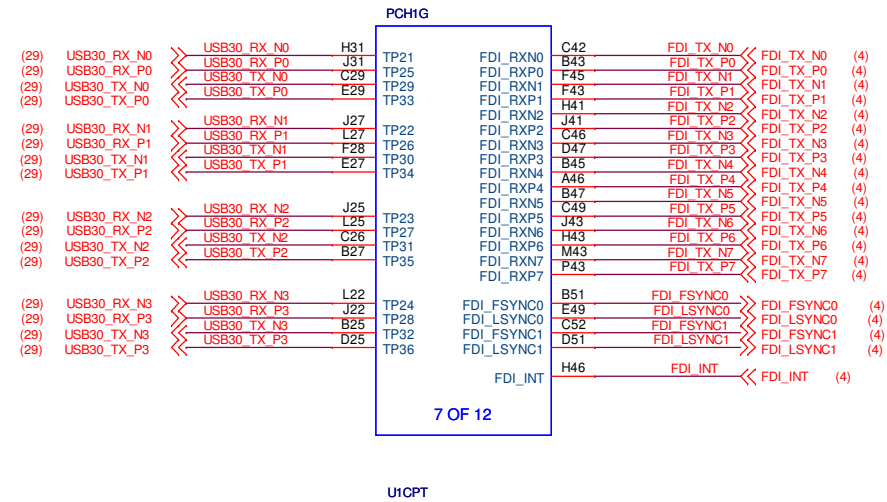 PCH1G
(29) USB30_RX_N0 USB30_RX_N0 H31 TP21 FDI_RXN0 C42 FDI_TX_N0 FDI_TX_N0 (4)
(29) USB30_RX_P0 USB30_RX_P0 J31 TP25 FDI_RXP0 B43 FDI_TX_P0 FDI_TX_P0 (4)
(29) USB30_TX_N0 USB30_TX_N0 C29 TP29 FDI_RXN1 F45 FDI_TX_N1 FDI_TX_N1 (4)
(29) USB30_TX_P0 USB30_TX_P0 E29 TP33 FDI_RXP1 F43 FDI_TX_P1 FDI_TX_P1 (4)
FDI_RXN2 H41 FDI_TX_N2 FDI_TX_N2 (4)
(29) USB30_RX_N1 USB30_RX_N1 J27 TP22 FDI_RXP2 J41 FDI_TX_P2 FDI_TX_P2 (4)
(29) USB30_RX_P1 USB30_RX_P1 L27 TP26 FDI_RXN3 C46 FDI_TX_N3 FDI_TX_N3 (4)
(29) USB30_TX_N1 USB30_TX_N1 F28 TP30 FDI_RXP3 D47 FDI_TX_P3 FDI_TX_P3 (4)
(29) USB30_TX_P1 USB30_TX_P1 E27 TP34 FDI_RXN4 B45 FDI_TX_N4 FDI_TX_N4 (4)
FDI_RXP4 A46 FDI_TX_P4 FDI_TX_P4 (4)
FDI_RXN5 B47 FDI_TX_N5 FDI_TX_N5 (4)
(29) USB30_RX_N2 USB30_RX_N2 J25 TP23 FDI_RXP5 C49 FDI_TX_P5 FDI_TX_P5 (4)
(29) USB30_RX_P2 USB30_RX_P2 L25 TP27 FDI_RXN6 J43 FDI_TX_N6 FDI_TX_N6 (4)
(29) USB30_TX_N2 USB30_TX_N2 C26 TP31 FDI_RXP6 H43 FDI_TX_P6 FDI_TX_P6 (4)
(29) USB30_TX_P2 USB30_TX_P2 B27 TP35 FDI_RXN7 M43 FDI_TX_N7 FDI_TX_N7 (4)
FDI_RXP7 P43 FDI_TX_P7 FDI_TX_P7 (4)
(29) USB30_RX_N3 USB30_RX_N3 L22 TP24 FDI_FSYNC0 B51 FDI_FSYNC0 FDI_FSYNC0 (4)
(29) USB30_RX_P3 USB30_RX_P3 J22 TP28 FDI_LSYNC0 E49 FDI_LSYNC0 FDI_LSYNC0 (4)
(29) USB30_TX_N3 USB30_TX_N3 B25 TP32 FDI_FSYNC1 C52 FDI_FSYNC1 FDI_FSYNC1 (4)
(29) USB30_TX_P3 USB30_TX_P3 D25 TP36 FDI_LSYNC1 D51 FDI_LSYNC1 FDI_LSYNC1 (4)
FDI_INT H46 FDI_INT FDI_INT (4)
7 OF 12
U1CPT